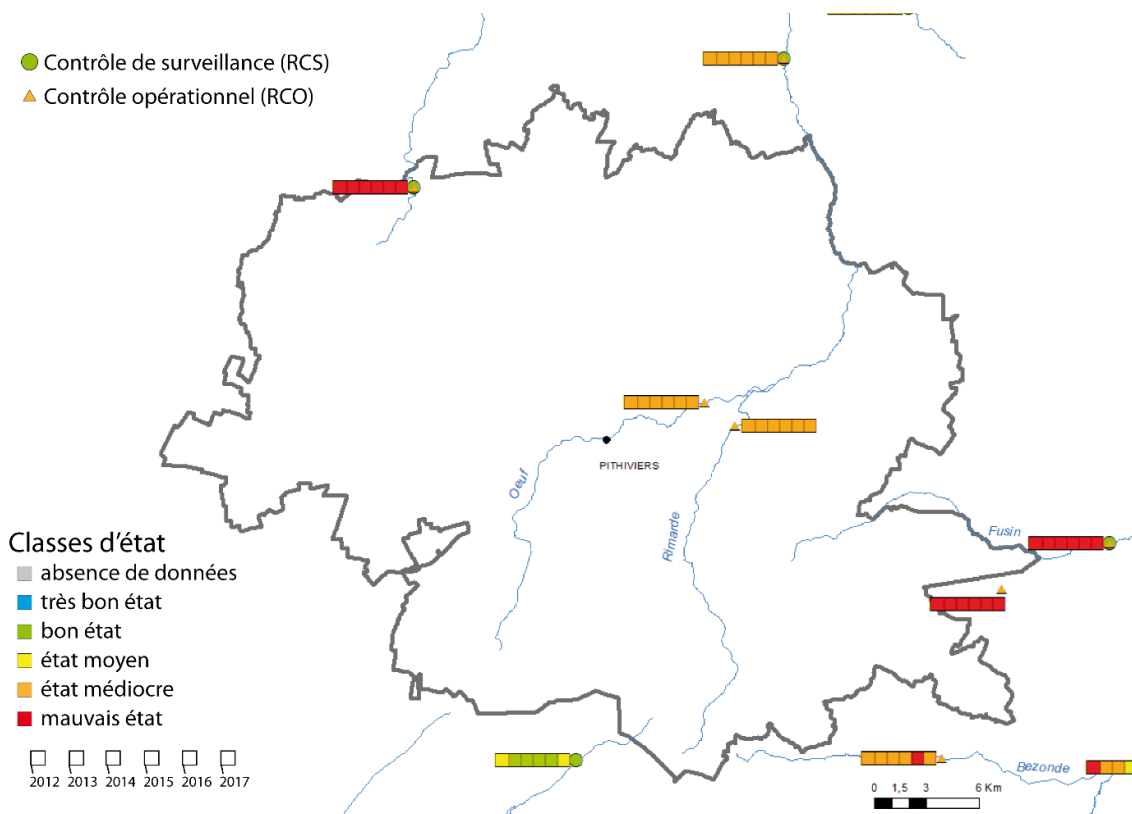 Contrôle de surveillance (RCS)
Contrôle opérationnel (RCO)
Oeuf
PITHIVIERS
Rimarde
Fusin
Classes d’état
absence de données
très bon état
bon état
état moyen
état médiocre
mauvais état
2012 2013 2014 2015 2016 2017
Bezonde
0 1,5 3 6 Km